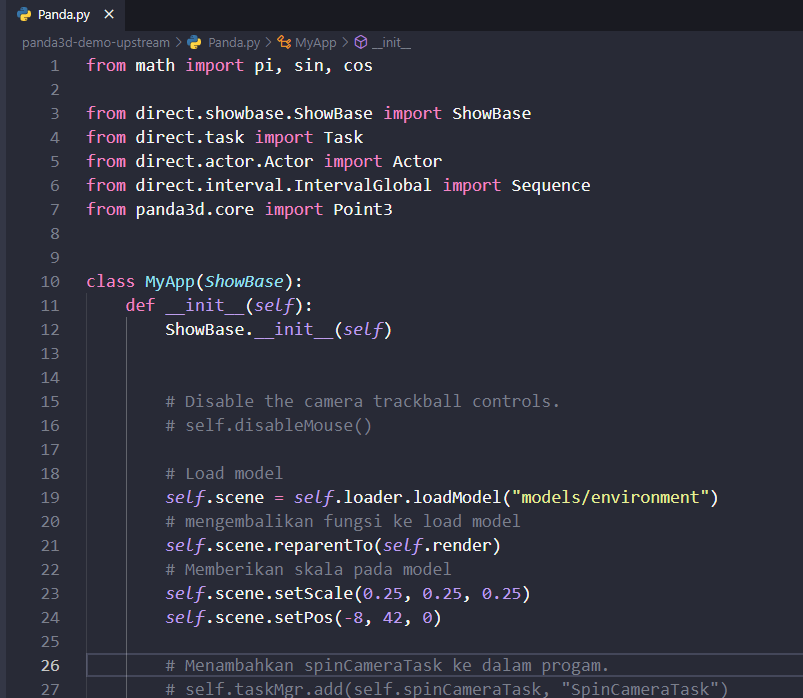 Panda.py
panda3d-demo-upstream > Panda.py > MyApp > __init__
1 from math import pi, sin, cos
2
3 from direct.showbase.ShowBase import ShowBase
4 from direct.task import Task
5 from direct.actor.Actor import Actor
6 from direct.interval.IntervalGlobal import Sequence
7 from panda3d.core import Point3
8
9
10 class MyApp(ShowBase):
11     def __init__(self):
12         ShowBase.__init__(self)
13
14
15         # Disable the camera trackball controls.
16         # self.disableMouse()
17
18         # Load model
19         self.scene = self.loader.loadModel("models/environment")
20         # mengembalikan fungsi ke load model
21         self.scene.reparentTo(self.render)
22         # Memberikan skala pada model
23         self.scene.setScale(0.25, 0.25, 0.25)
24         self.scene.setPos(-8, 42, 0)
25
26         # Menambahkan spinCameraTask ke dalam progam.
27         # self.taskMgr.add(self.spinCameraTask, "SpinCameraTask")